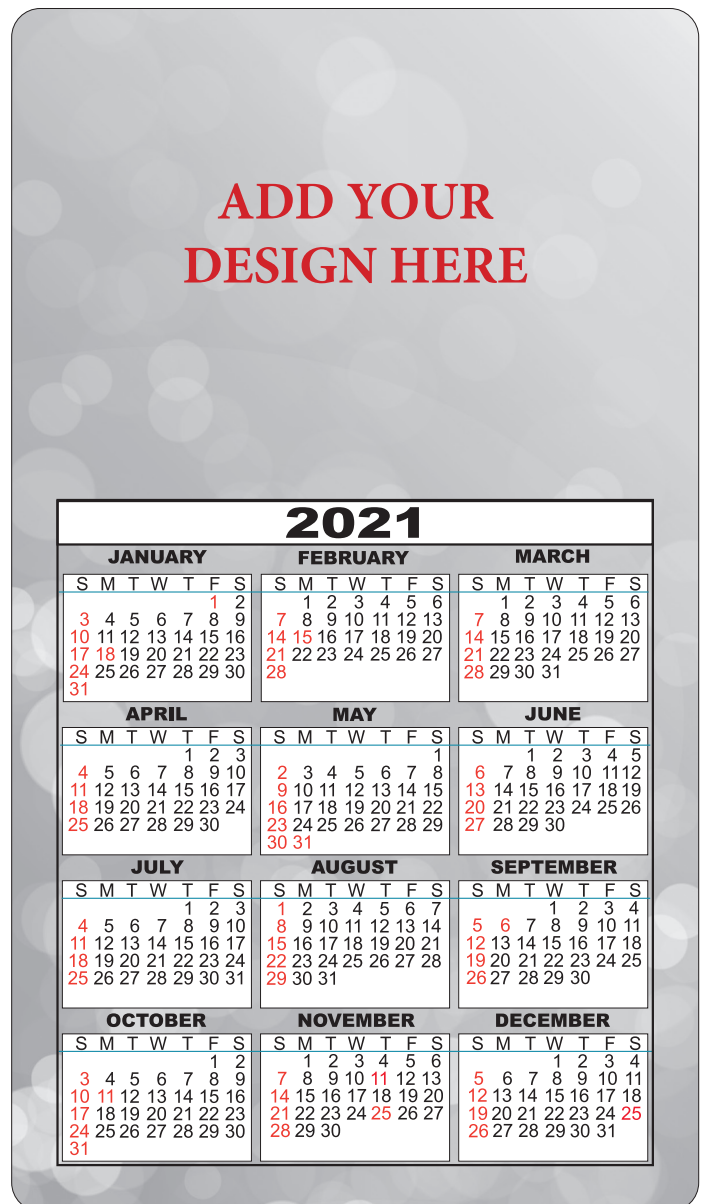 ADD YOUR
DESIGN HERE
2021
JANUARY
S M T W T F S
1 2
3 4 5 6 7 8 9
10 11 12 13 14 15 16
17 18 19 20 21 22 23
24 25 26 27 28 29 30
31
FEBRUARY
S M T W T F S
1 2 3 4 5 6
7 8 9 10 11 12 13
14 15 16 17 18 19 20
21 22 23 24 25 26 27
28
MARCH
S M T W T F S
1 2 3 4 5 6
7 8 9 10 11 12 13
14 15 16 17 18 19 20
21 22 23 24 25 26 27
28 29 30 31
APRIL
S M T W T F S
1 2 3
4 5 6 7 8 9 10
11 12 13 14 15 16 17
18 19 20 21 22 23 24
25 26 27 28 29 30
MAY
S M T W T F S
1
2 3 4 5 6 7 8
9 10 11 12 13 14 15
16 17 18 19 20 21 22
23 24 25 26 27 28 29
30 31
JUNE
S M T W T F S
1 2 3 4 5
6 7 8 9 10 11 12
13 14 15 16 17 18 19
20 21 22 23 24 25 26
27 28 29 30
JULY
S M T W T F S
1 2 3
4 5 6 7 8 9 10
11 12 13 14 15 16 17
18 19 20 21 22 23 24
25 26 27 28 29 30 31
AUGUST
S M T W T F S
1 2 3 4 5 6 7
8 9 10 11 12 13 14
15 16 17 18 19 20 21
22 23 24 25 26 27 28
29 30 31
SEPTEMBER
S M T W T F S
1 2 3 4
5 6 7 8 9 10 11
12 13 14 15 16 17 18
19 20 21 22 23 24 25
26 27 28 29 30
OCTOBER
S M T W T F S
1 2
3 4 5 6 7 8 9
10 11 12 13 14 15 16
17 18 19 20 21 22 23
24 25 26 27 28 29 30
31
NOVEMBER
S M T W T F S
1 2 3 4 5 6
7 8 9 10 11 12 13
14 15 16 17 18 19 20
21 22 23 24 25 26 27
28 29 30
DECEMBER
S M T W T F S
1 2 3 4
5 6 7 8 9 10 11
12 13 14 15 16 17 18
19 20 21 22 23 24 25
26 27 28 29 30 31